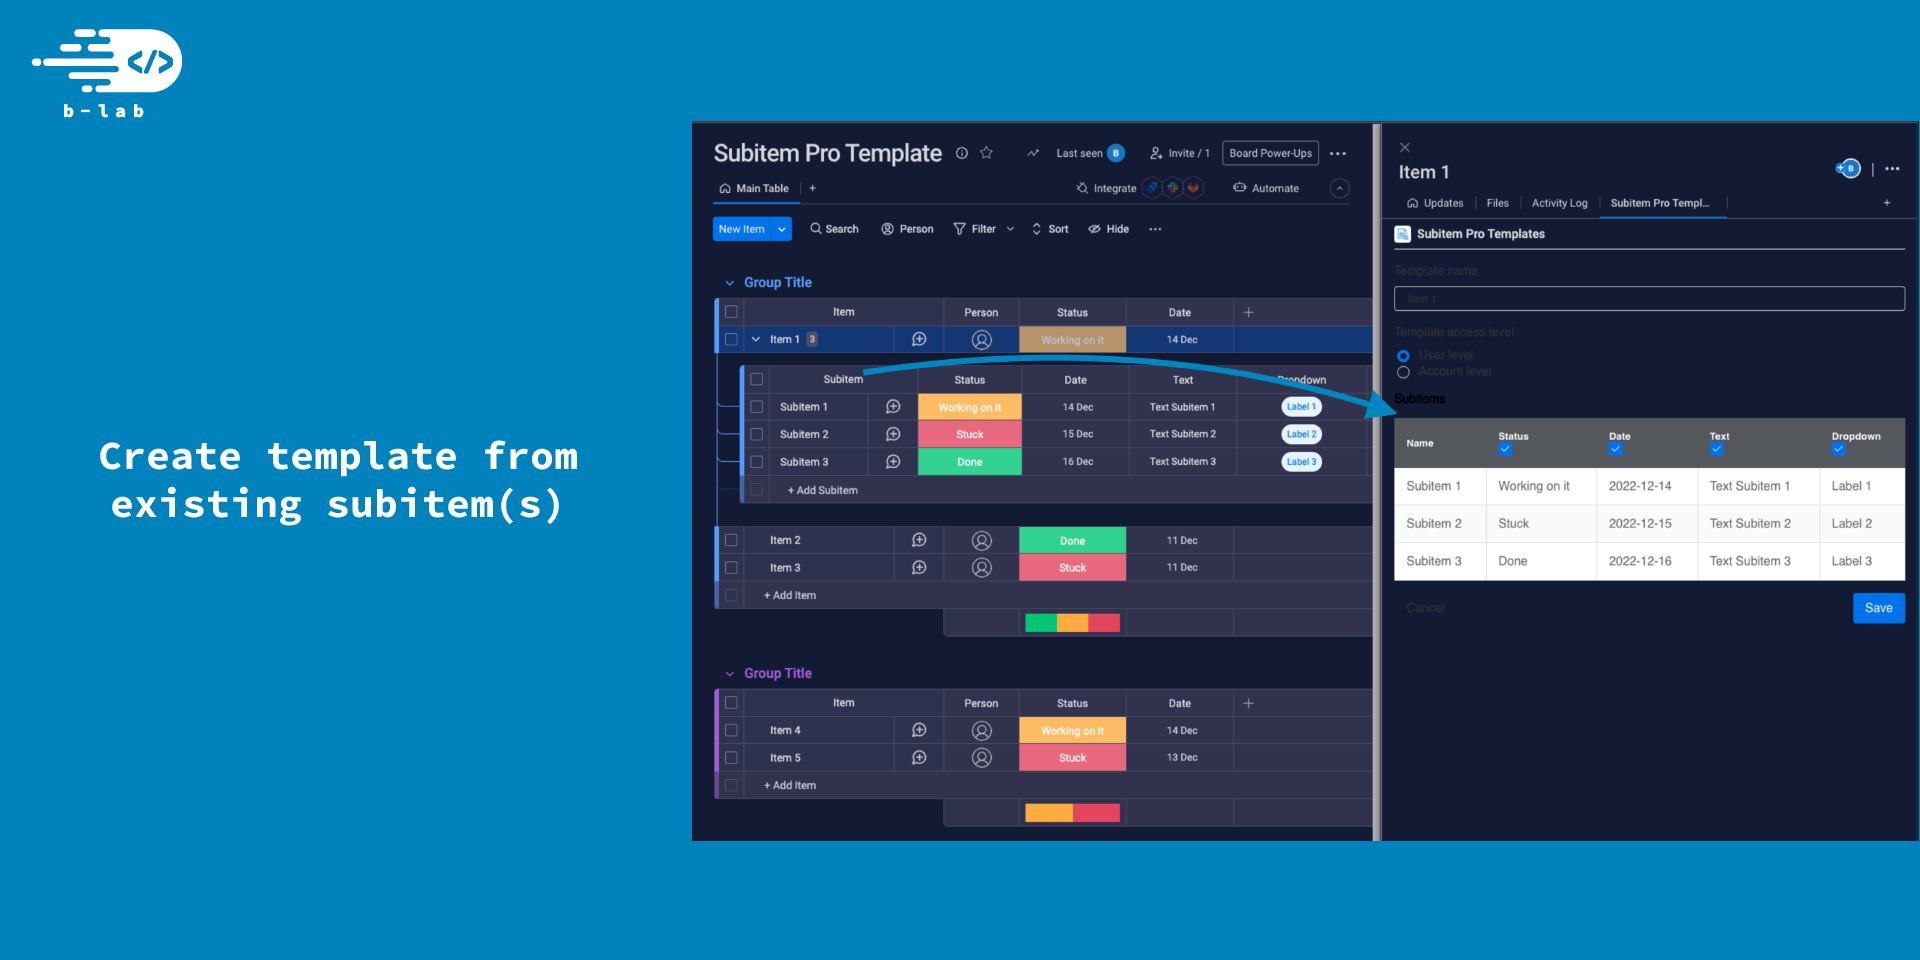 </>
b-lab
Create template from
existing subitem(s)
Subitem Pro Template
Last seen B
Invite / 1
Board Power-Ups
Main Table +
Integrate
Automate
New Item
Search
Person
Filter
Sort
Hide
Group Title
Item Person Status Date +
Item 1 3 Working on it 14 Dec
Subitem Status Date Text Dropdown
Subitem 1 Working on it 14 Dec Text Subitem 1 Label 1
Subitem 2 Stuck 15 Dec Text Subitem 2 Label 2
Subitem 3 Done 16 Dec Text Subitem 3 Label 3
+ Add Subitem
Item 2 Done 11 Dec
Item 3 Stuck 11 Dec
+ Add Item
Group Title
Item Person Status Date +
Item 4 Working on it 14 Dec
Item 5 Stuck 13 Dec
+ Add Item
Item 1
B
Updates Files Activity Log Subitem Pro Templ... +
Subitem Pro Templates
Template name
Item 1
Template access level
User level
Account level
Subitems
Name Status Date Text Dropdown
Subitem 1 Working on it 2022-12-14 Text Subitem 1 Label 1
Subitem 2 Stuck 2022-12-15 Text Subitem 2 Label 2
Subitem 3 Done 2022-12-16 Text Subitem 3 Label 3
Cancel Save